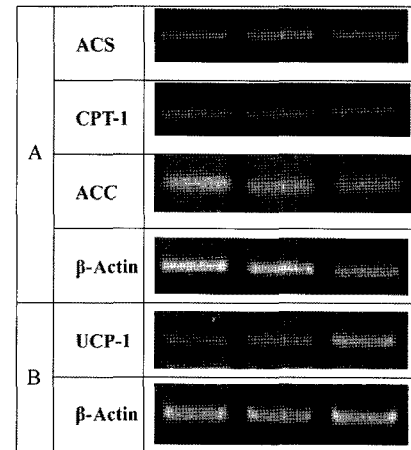 A
ACS
CPT-1
ACC
β-Actin
B
UCP-1
β-Actin